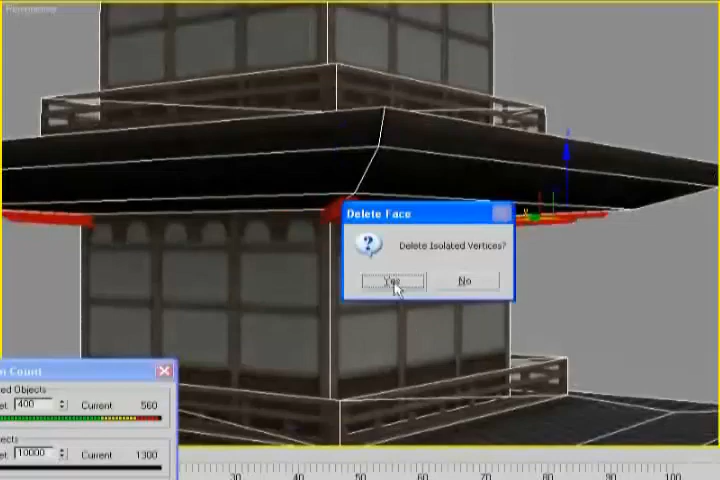 Perspective
Delete Face
Delete Isolated Vertices?
Yes
No
n Count
ed Objects
et 400 Current 560
ects
et 10000 Current 1300
30 40 50 60 70 80 90 100